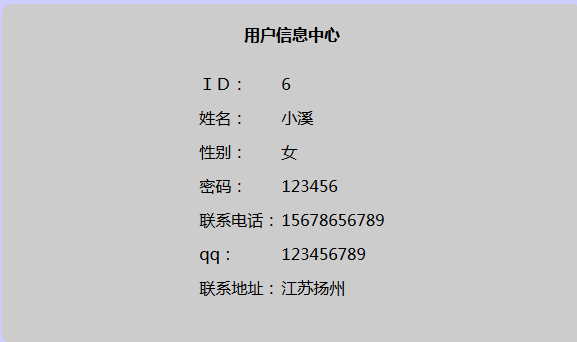 用户信息中心
ＩＤ： 6
姓名： 小溪
性别： 女
密码： 123456
联系电话：15678656789
qq： 123456789
联系地址：江苏扬州